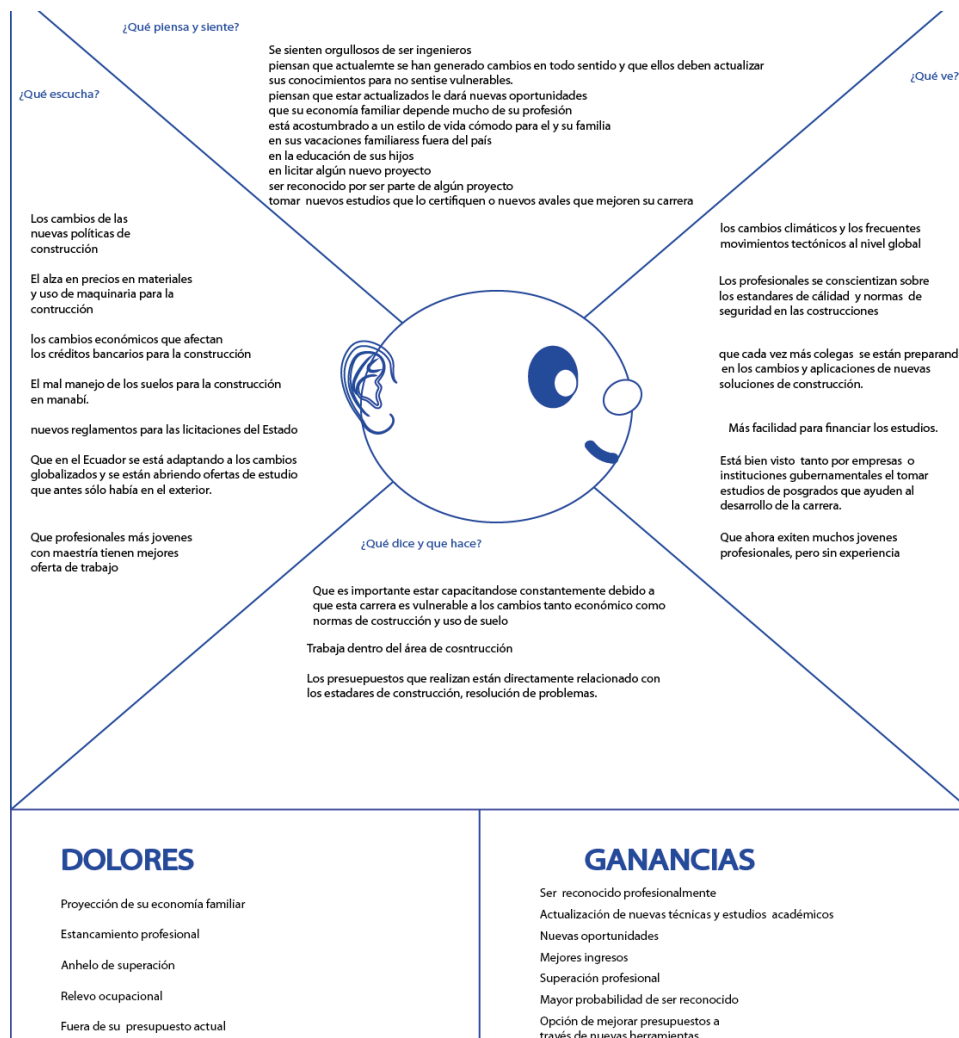 ¿Qué piensa y siente?
Se sienten orgullosos de ser ingenieros
piensan que actualemte se han generado cambios en todo sentido y que ellos deben actualizar
sus conocimientos para no sentise vulnerables.
piensan que estar actualizados le dará nuevas oportunidades
que su economía familiar depende mucho de su profesión
está acostumbrado a un estilo de vida cómodo para el y su familia
en sus vacaciones familiaress fuera del país
en la educación de sus hijos
en licitar algún nuevo proyecto
ser reconocido por ser parte de algún proyecto
tomar nuevos estudios que lo certifiquen o nuevos avales que mejoren su carrera
¿Qué escucha?
Los cambios de las
nuevas políticas de
construcción
El alza en precios en materiales
y uso de maquinaria para la
contrucción
los cambios económicos que afectan
los créditos bancarios para la construcción
El mal manejo de los suelos para la construcción
en manabí.
nuevos reglamentos para las licitaciones del Estado
Que en el Ecuador se está adaptando a los cambios
globalizados y se están abriendo ofertas de estudio
que antes sólo había en el exterior.
Que profesionales más jovenes
con maestría tienen mejores
oferta de trabajo
¿Qué ve?
los cambios climáticos y los frecuentes
movimientos tectónicos al nivel global
Los profesionales se conscientizan sobre
los estandares de cálidad y normas de
seguridad en las costrucciones
que cada vez más colegas se están preparand
en los cambios y aplicaciones de nuevas
soluciones de construcción.
Más facilidad para financiar los estudios.
Está bien visto tanto por empresas o
instituciones gubernamentales el tomar
estudios de posgrados que ayuden al
desarrollo de la carrera.
Que ahora exiten muchos jovenes
profesionales, pero sin experiencia
¿Qué dice y que hace?
Que es importante estar capacitandose constantemente debido a
que esta carrera es vulnerable a los cambios tanto económico como
normas de costrucción y uso de suelo
Trabaja dentro del área de cosntrucción
Los presuepuestos que realizan están directamente relacionado con
los estadares de construcción, resolución de problemas.
DOLORES
Proyección de su economía familiar
Estancamiento profesional
Anhelo de superación
Relevo ocupacional
Fuera de su presupuesto actual
GANANCIAS
Ser reconocido profesionalmente
Actualización de nuevas técnicas y estudios académicos
Nuevas oportunidades
Mejores ingresos
Superación profesional
Mayor probabilidad de ser reconocido
Opción de mejorar presupuestos a
través de nuevas herramientas